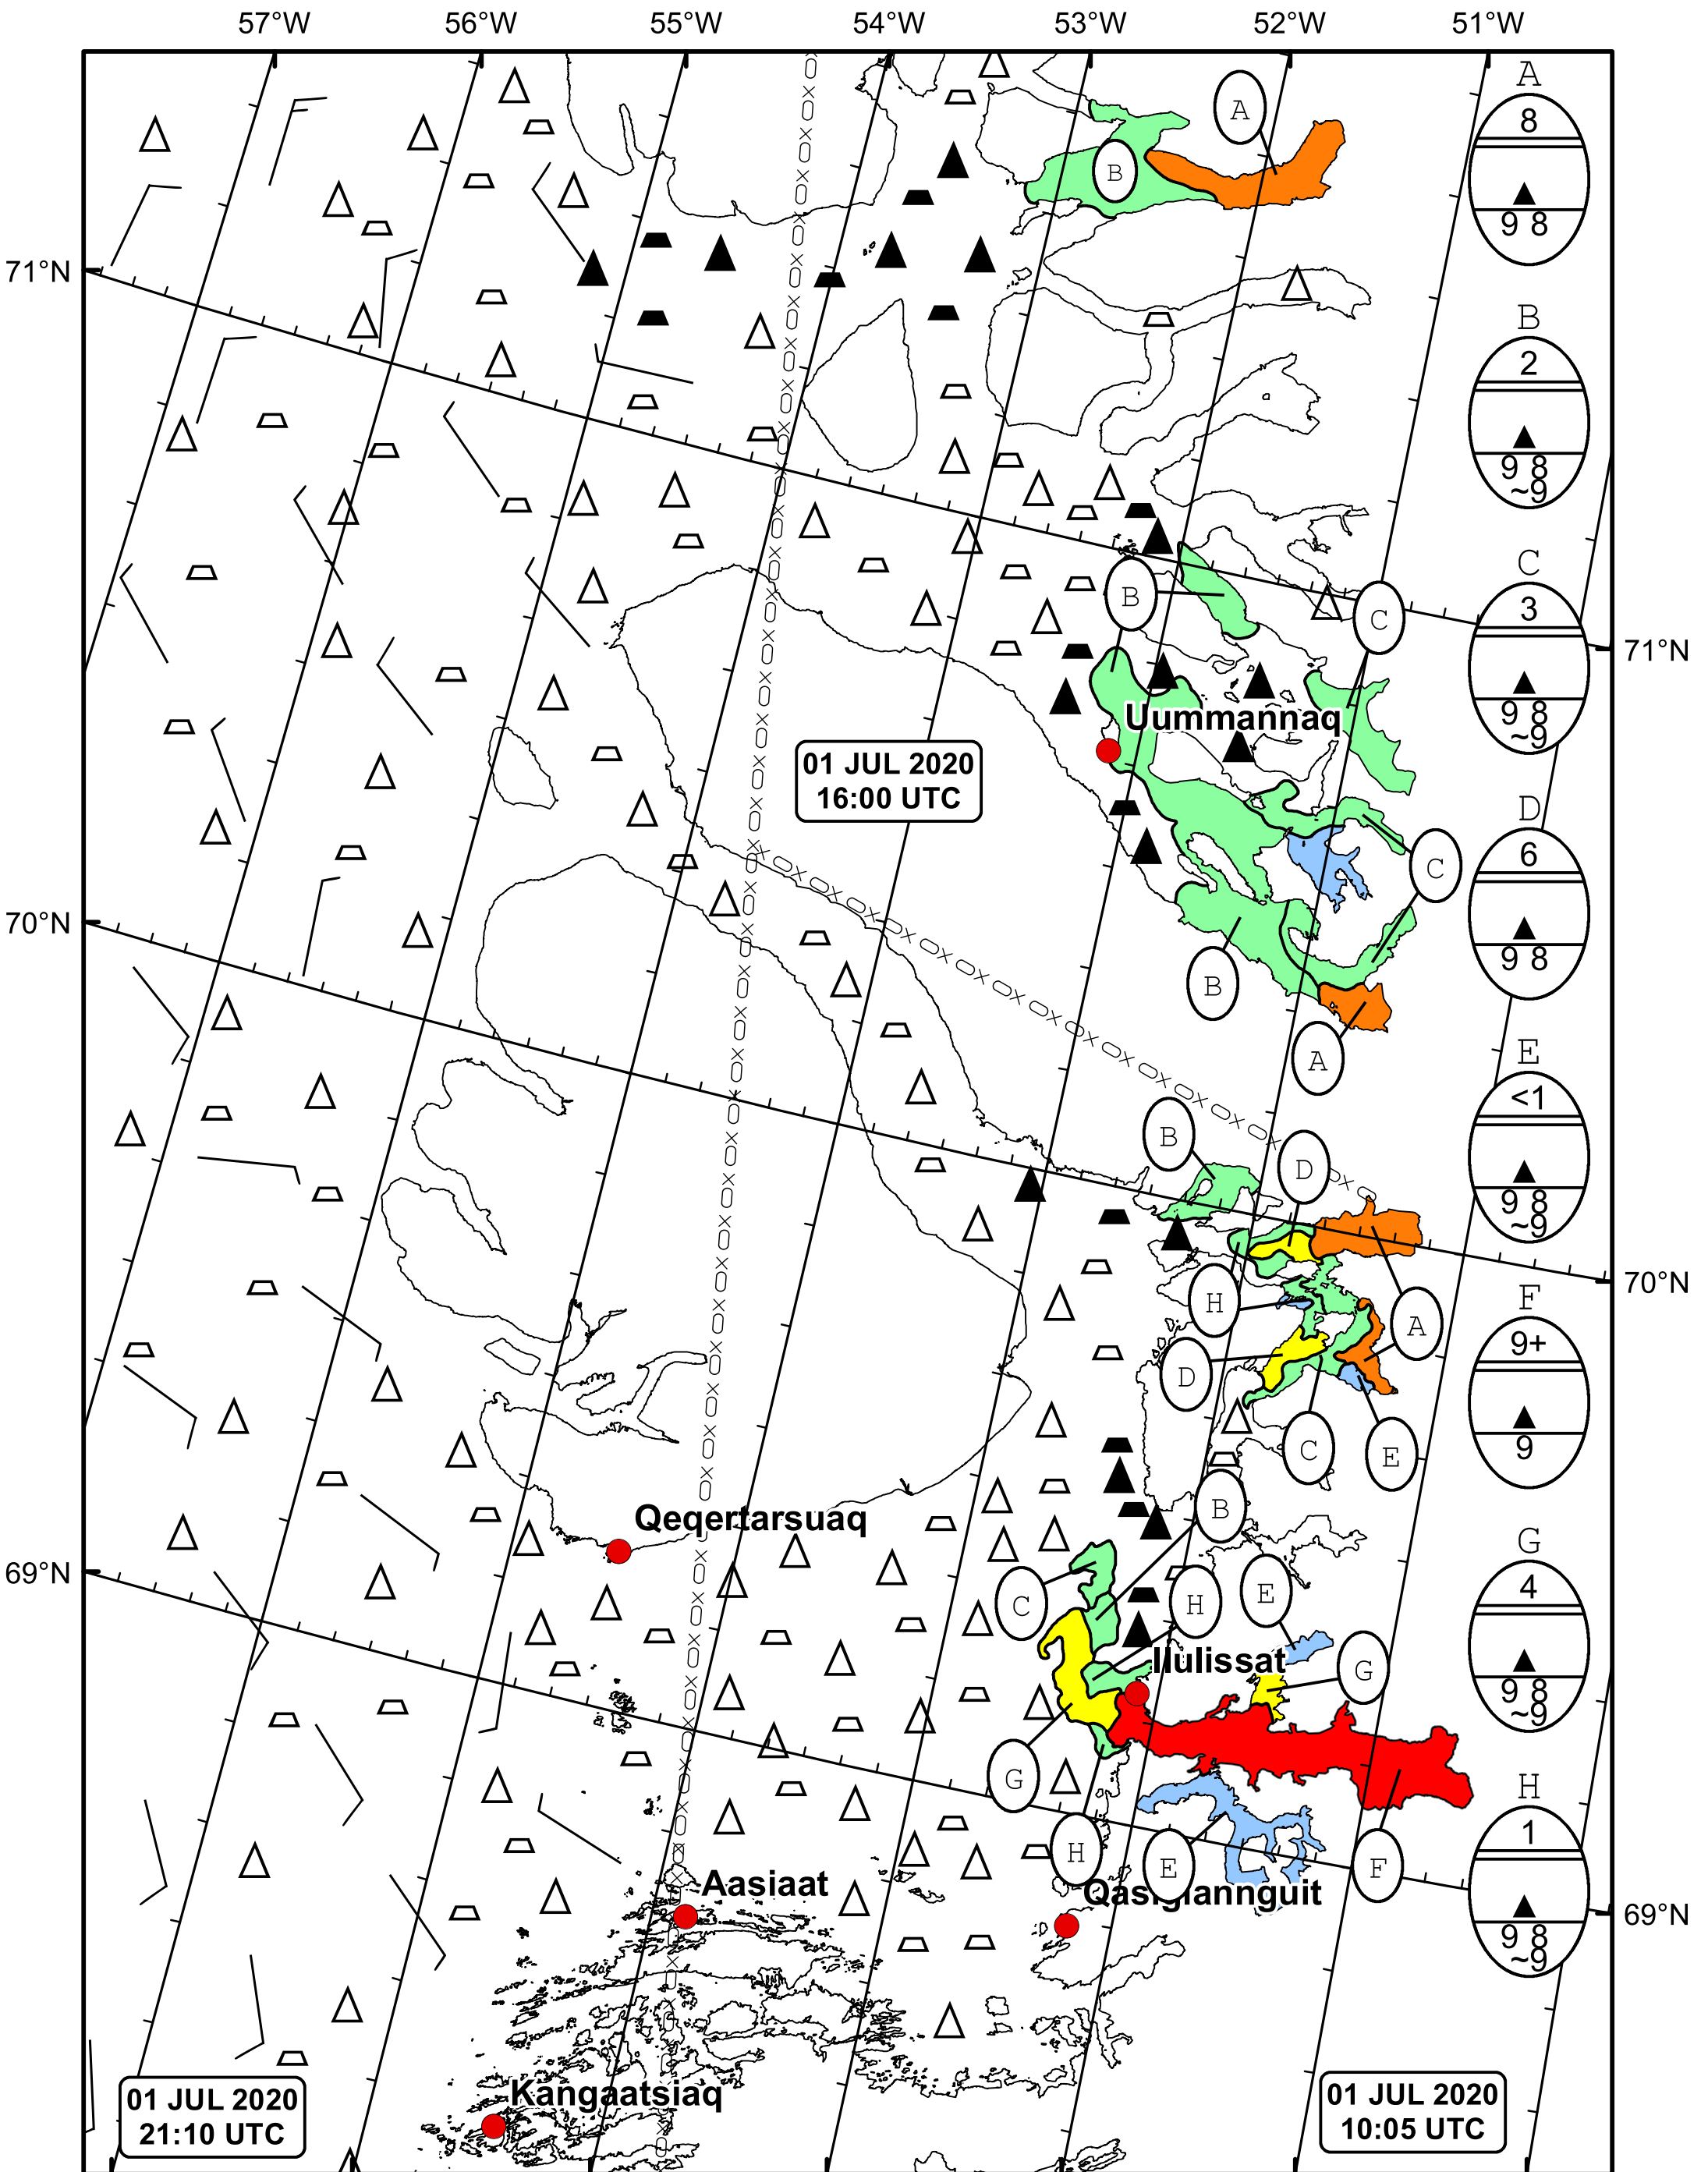 57°W 56°W 55°W 54°W 53°W 52°W 51°W
A
8
9 8
A
B
71°N
B
2
9 8
~9
C
3
9 8
~9
B
C
71°N
Uummannaq
01 JUL 2020
16:00 UTC
D
6
9 8
C
70°N
B
A
E
<1
9 8
~9
B
D
70°N
H
A
D
F
9+
9
C
E
B
Qeqertarsuaq
69°N
G
4
9 8
~9
C
H
E
Ilulissat
G
G
H
1
9 8
~9
H
E
F
Aasiaat
Qasigiannguit
69°N
Kangaatsiaq
01 JUL 2020
21:10 UTC
01 JUL 2020
10:05 UTC